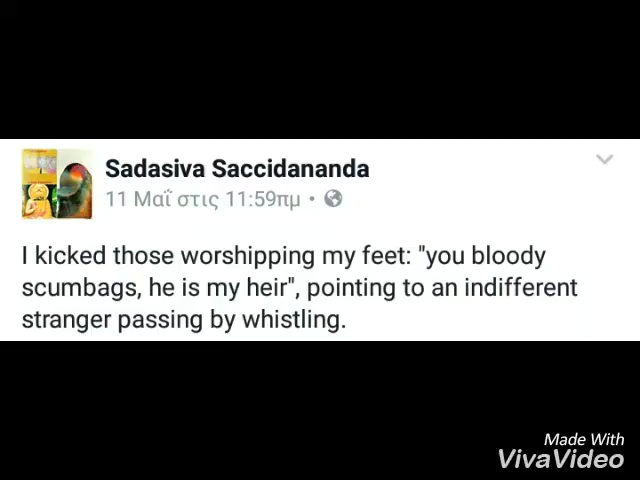 Sadasiva Saccidananda
11 Μαΐ στις 11:59πμ •
I kicked those worshipping my feet: "you bloody
scumbags, he is my heir", pointing to an indifferent
stranger passing by whistling.
Made With
VivaVideo